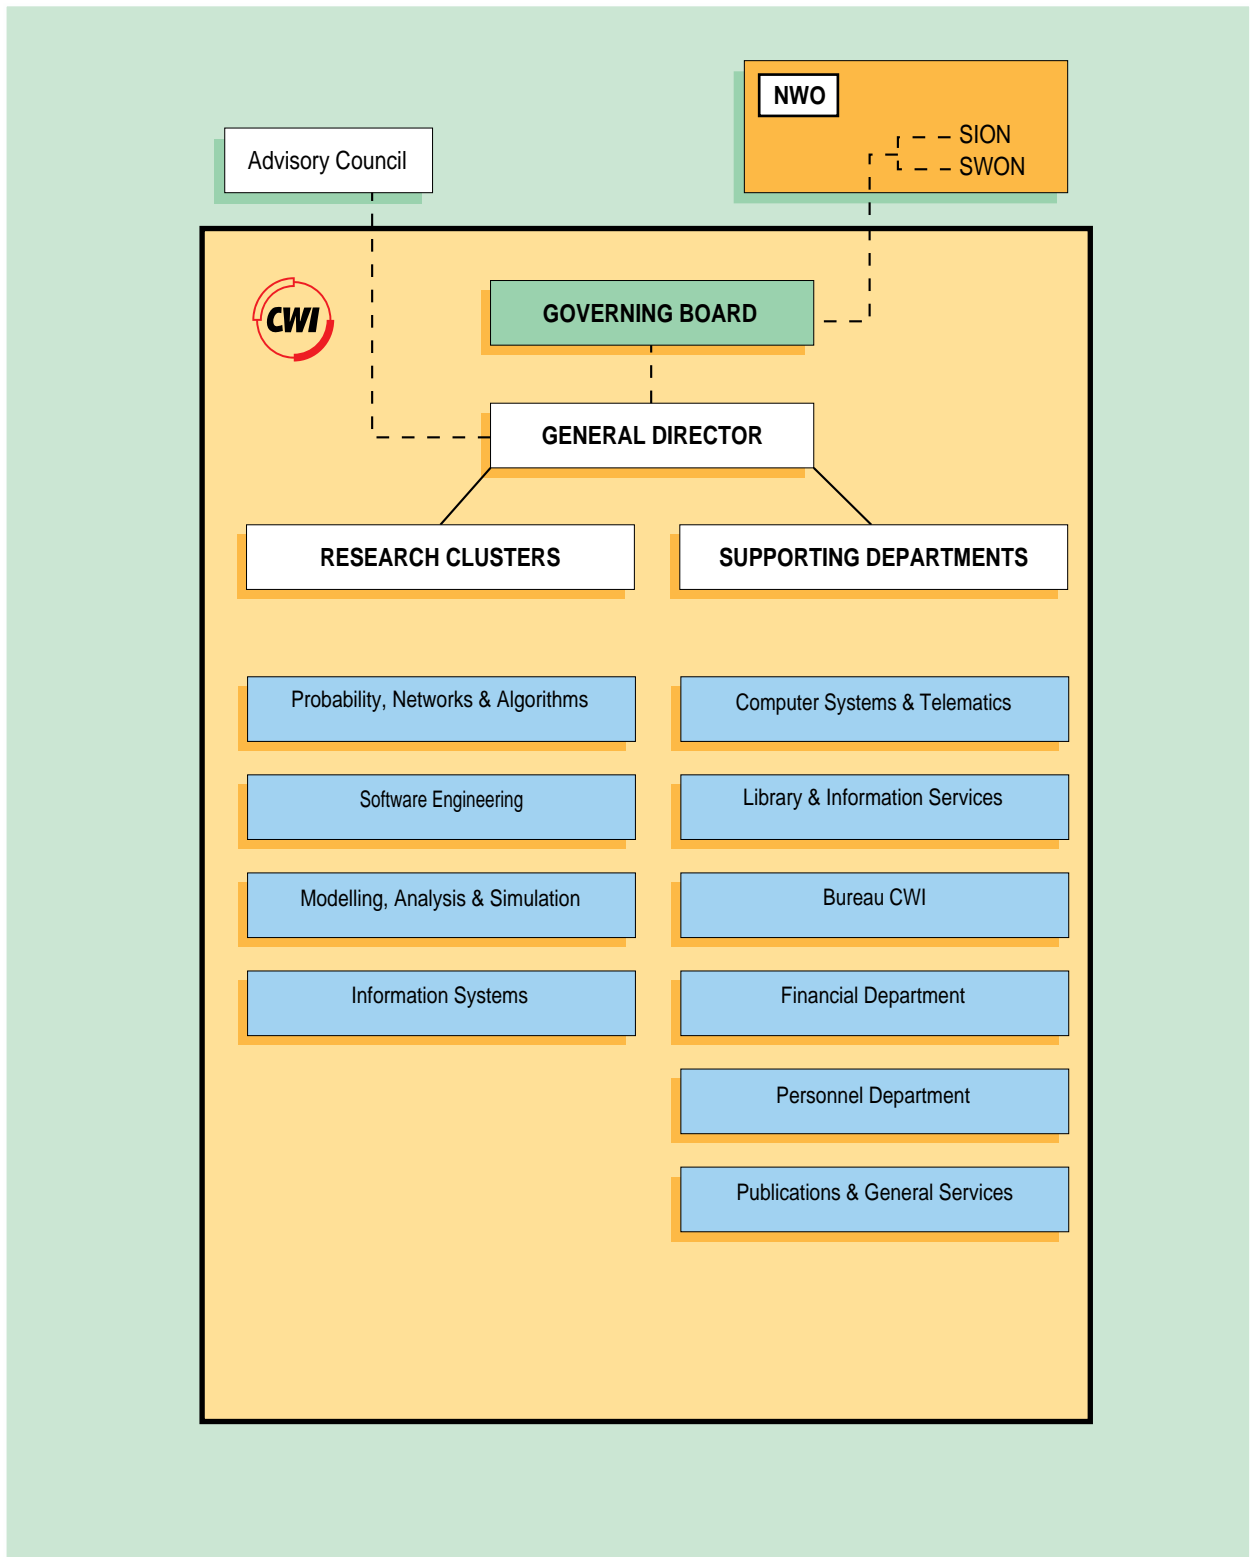 NWO
SION
Advisory Council
SWON
CWI
GOVERNING BOARD
GENERAL DIRECTOR
RESEARCH CLUSTERS
SUPPORTING DEPARTMENTS
Probability, Networks & Algorithms
Computer Systems & Telematics
Software Engineering
Library & Information Services
Modelling, Analysis & Simulation
Bureau CWI
Information Systems
Financial Department
Personnel Department
Publications & General Services